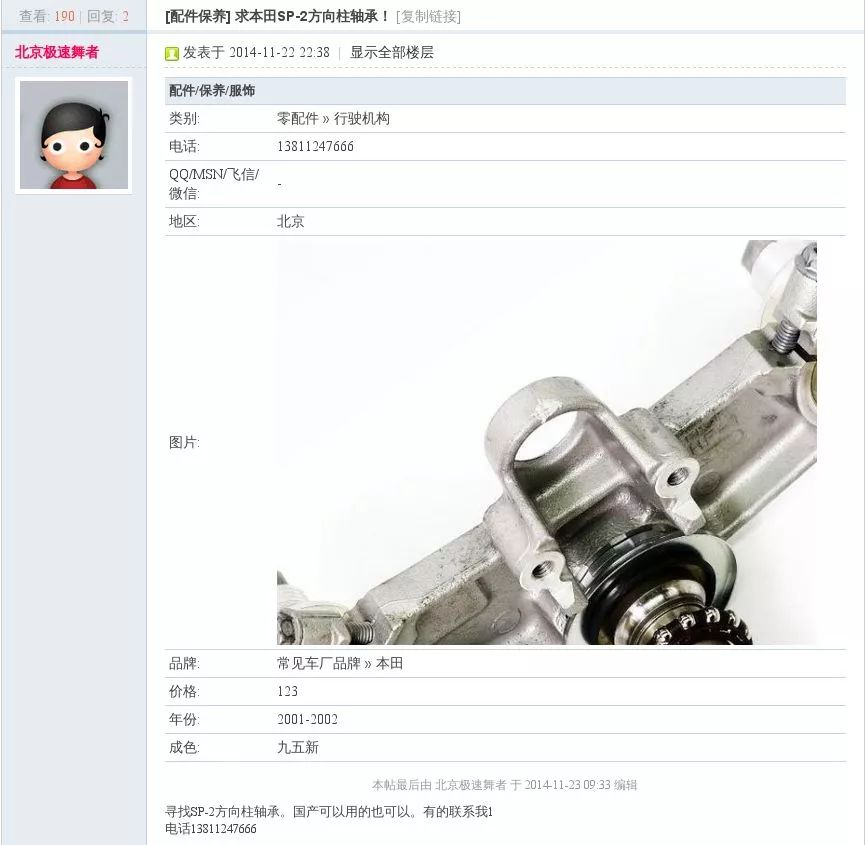 查看: 190 | 回复: 2
[配件保养] 求本田SP-2方向柱轴承！ [复制链接]
北京极速舞者
发表于 2014-11-22 22:38 | 显示全部楼层
配件/保养/服饰
类别: 零配件 » 行驶机构
电话: 13811247666
QQ/MSN/飞信/
微信: -
地区: 北京
图片:
品牌: 常见车厂品牌 » 本田
价格: 123
年份: 2001-2002
成色: 九五新
本帖最后由 北京极速舞者 于 2014-11-23 09:33 编辑
寻找SP-2方向柱轴承。国产可以用的也可以。有的联系我1
电话13811247666